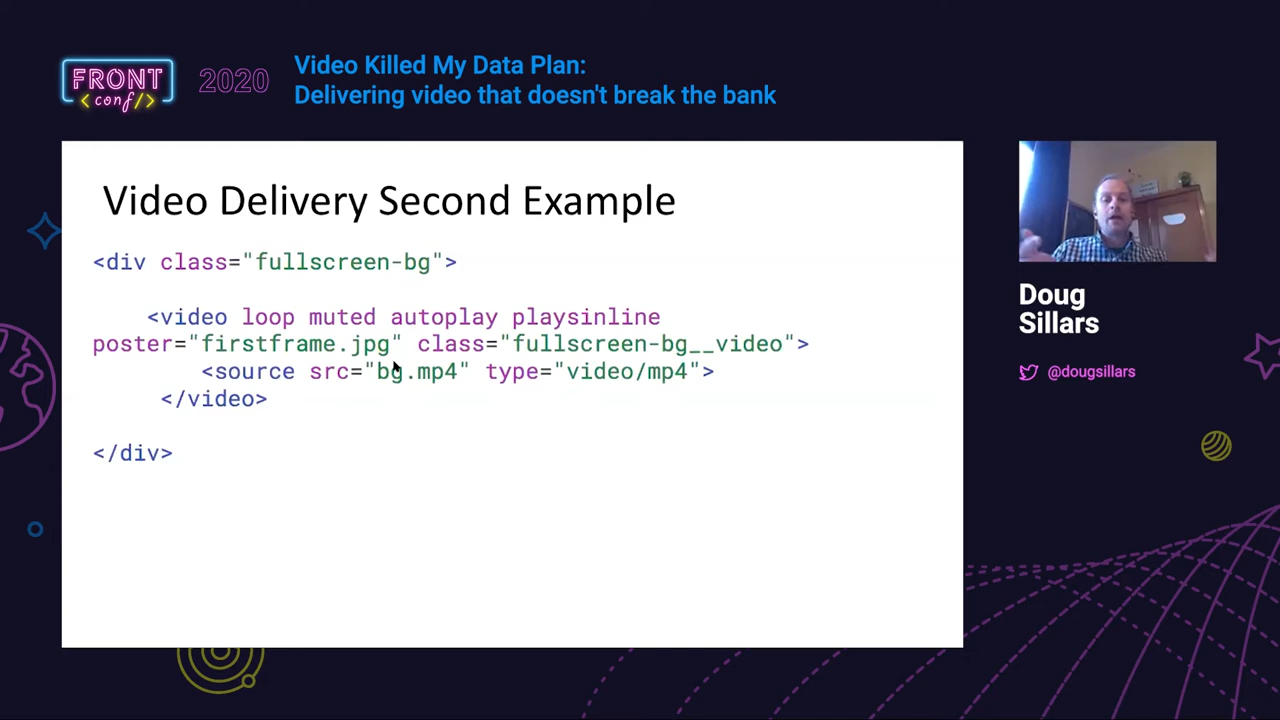 FRONT
<conf/>
2020
Video Killed My Data Plan:
Delivering video that doesn't break the bank
Video Delivery Second Example
<div class="fullscreen-bg">
<video loop muted autoplay playsinline
poster="firstframe.jpg" class="fullscreen-bg__video">
<source src="bg.mp4" type="video/mp4">
</video>
</div>
Doug
Sillars
@dougsillars